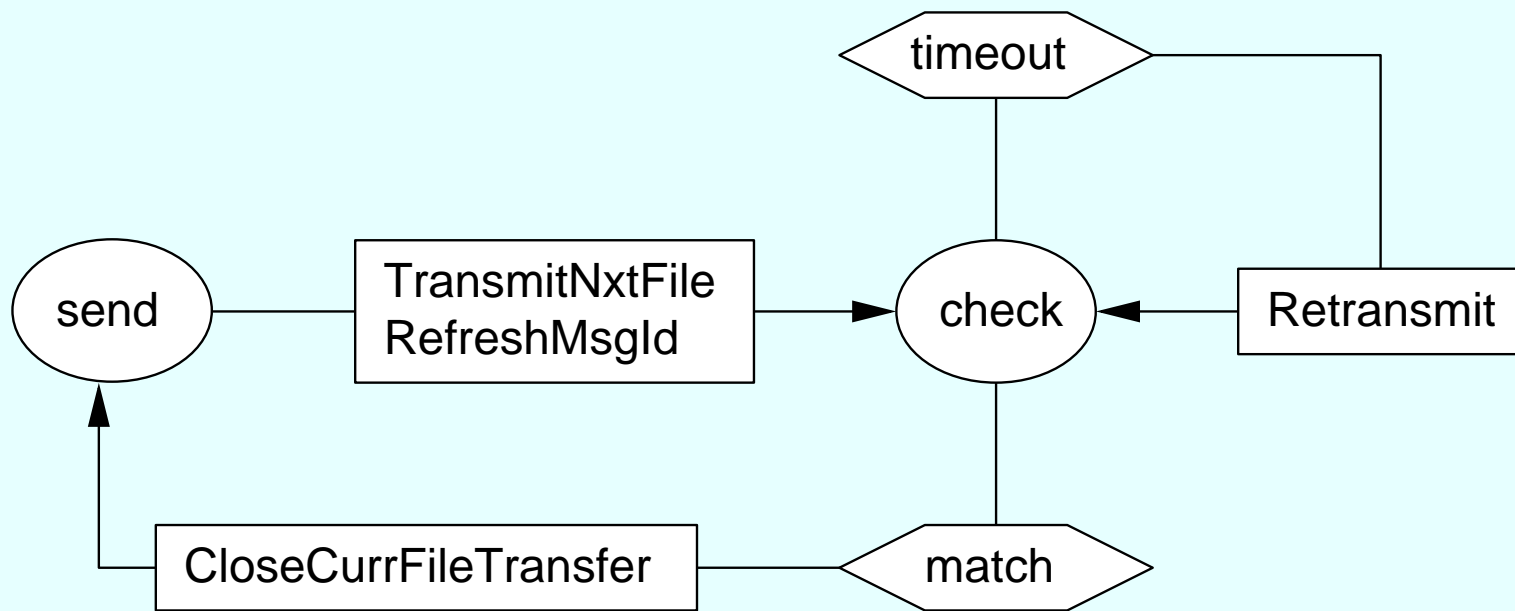 timeout
send
TransmitNxtFile
RefreshMsgId
check
Retransmit
CloseCurrFileTransfer
match